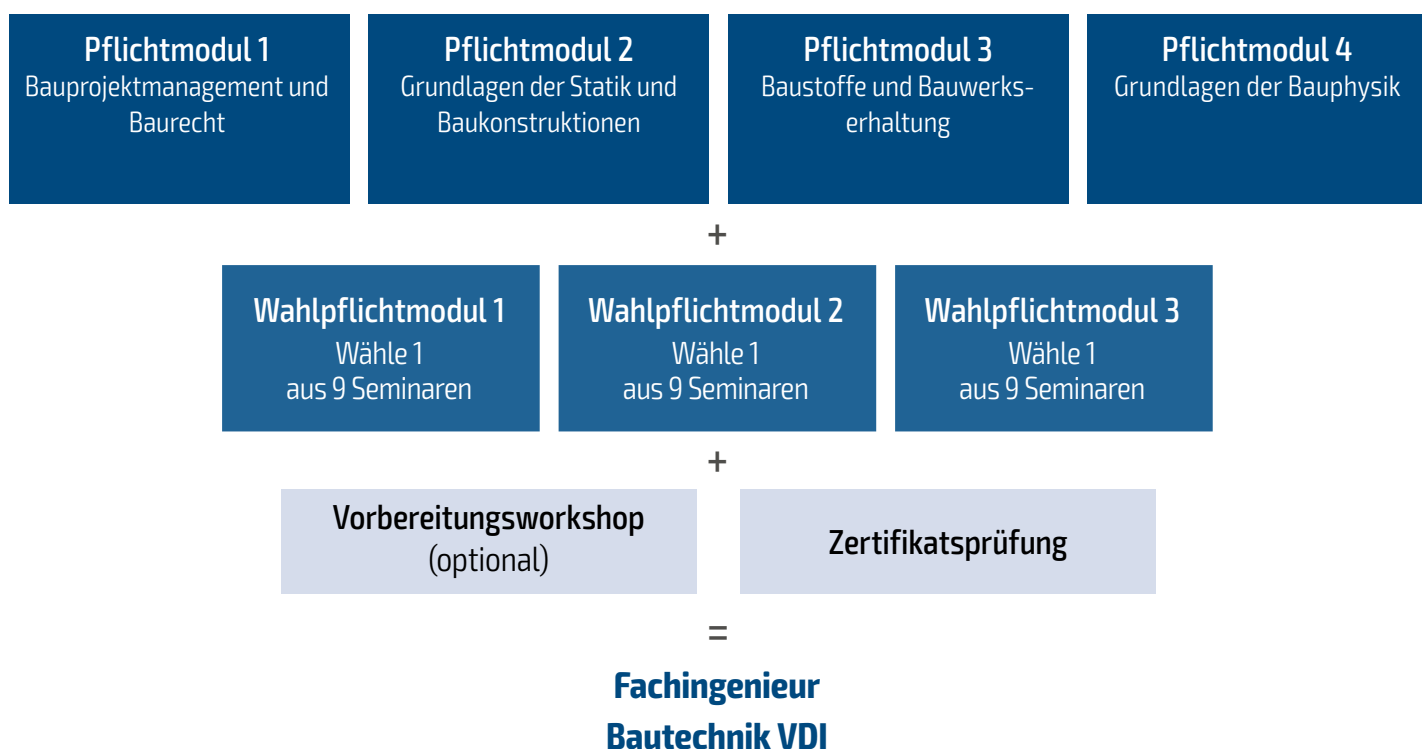 Pflichtmodul 1
Bauprojektmanagement und
Baurecht
Pflichtmodul 2
Grundlagen der Statik und
Baukonstruktionen
Pflichtmodul 3
Baustoffe und Bauwerks-
erhaltung
Pflichtmodul 4
Grundlagen der Bauphysik
+
Wahlpflichtmodul 1
Wähle 1
aus 9 Seminaren
Wahlpflichtmodul 2
Wähle 1
aus 9 Seminaren
Wahlpflichtmodul 3
Wähle 1
aus 9 Seminaren
+
Vorbereitungsworkshop
(optional)
Zertifikatsprüfung
=
Fachingenieur
Bautechnik VDI